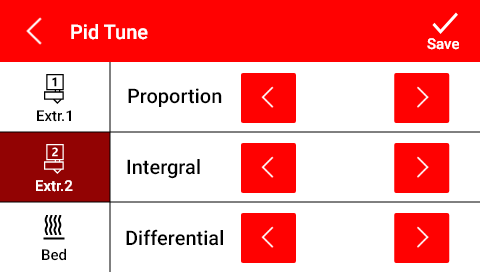 Pid Tune
Save
1
Extr.1
Proportion
2
Extr.2
Intergral
Bed
Differential